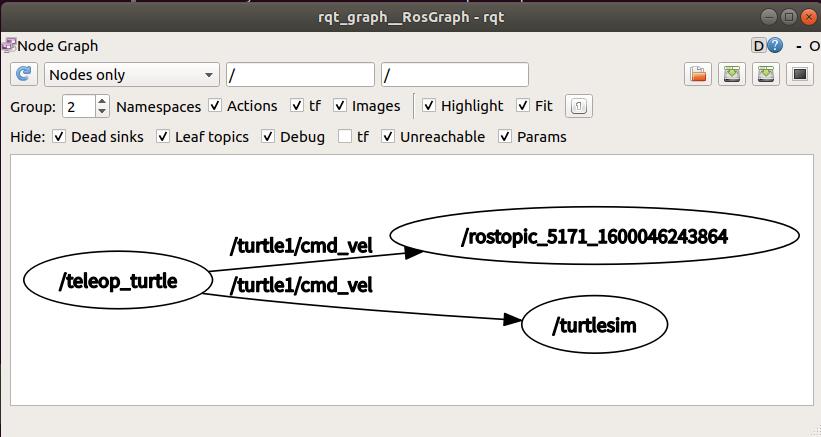 rqt_graph__RosGraph - rqt
Node Graph
D ? - O
Nodes only / /
Group: 2 Namespaces Actions tf Images Highlight Fit 1
Hide: Dead sinks Leaf topics Debug tf Unreachable Params
/turtle1/cmd_vel
/rostopic_5171_1600046243864
/teleop_turtle
/turtle1/cmd_vel
/turtlesim